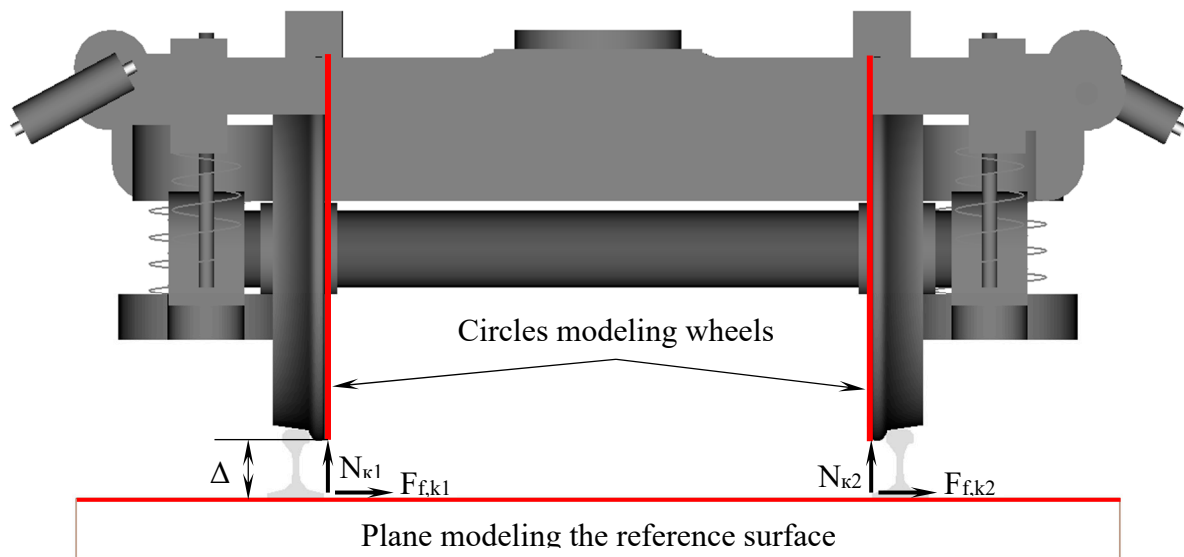 Circles modeling wheels
Δ
Nк1
Ff,k1
Nк2
Ff,k2
Plane modeling the reference surface